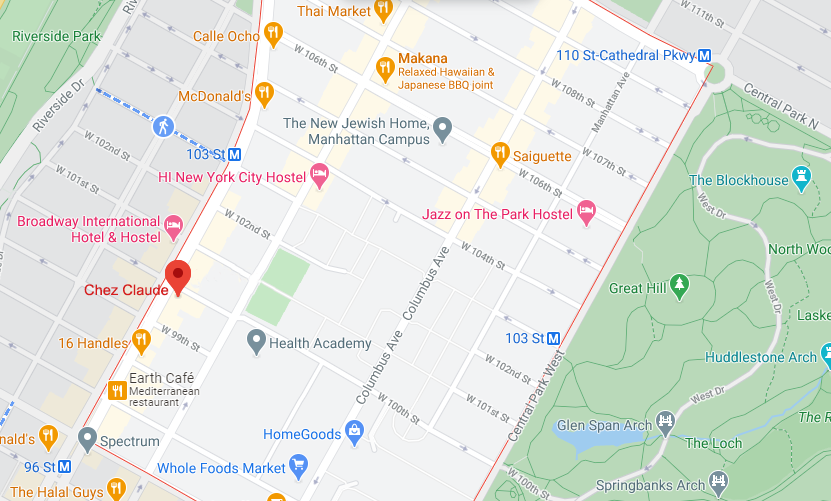 Thai Market
W 111th St
Riverside Park
Calle Ocho
W 106th St
Makana
Relaxed Hawaiian &
Japanese BBQ joint
110 St-Cathedral Pkwy M
Riverside Dr
McDonald's
W 108th St
Manhattan Ave
Central Park N
The New Jewish Home,
Manhattan Campus
W 102nd St
103 St M
Saiguette
W 107th St
HI New York City Hostel
W 101st St
W 106th St
The Blockhouse
Broadway International
Hotel & Hostel
W 102nd St
Jazz on The Park Hostel
West Dr
W 104th St
North Woo
Chez Claude
Great Hill
West Dr
Columbus Ave
Laske
16 Handles
W 99th St
Health Academy
103 St M
Huddlestone Arch
Columbus Ave
W 102nd St
Earth Café
Mediterranean
restaurant
Central Park West
West Dr
W 100th St
W 101st St
nald's
Spectrum
HomeGoods
Glen Span Arch
The Loch
96 St M
Whole Foods Market
W 100th St
The Halal Guys
Springbanks Arch